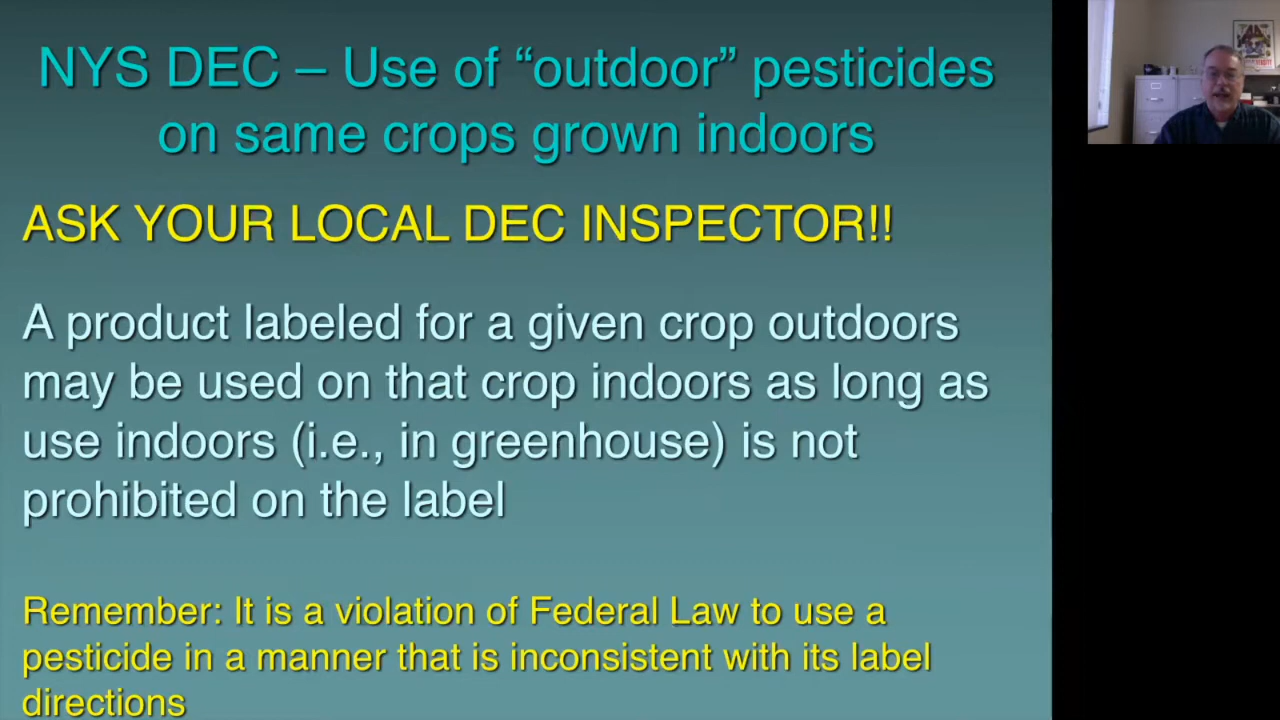 NYS DEC – Use of “outdoor” pesticides
on same crops grown indoors
ASK YOUR LOCAL DEC INSPECTOR!!
A product labeled for a given crop outdoors
may be used on that crop indoors as long as
use indoors (i.e., in greenhouse) is not
prohibited on the label
Remember: It is a violation of Federal Law to use a
pesticide in a manner that is inconsistent with its label
directions